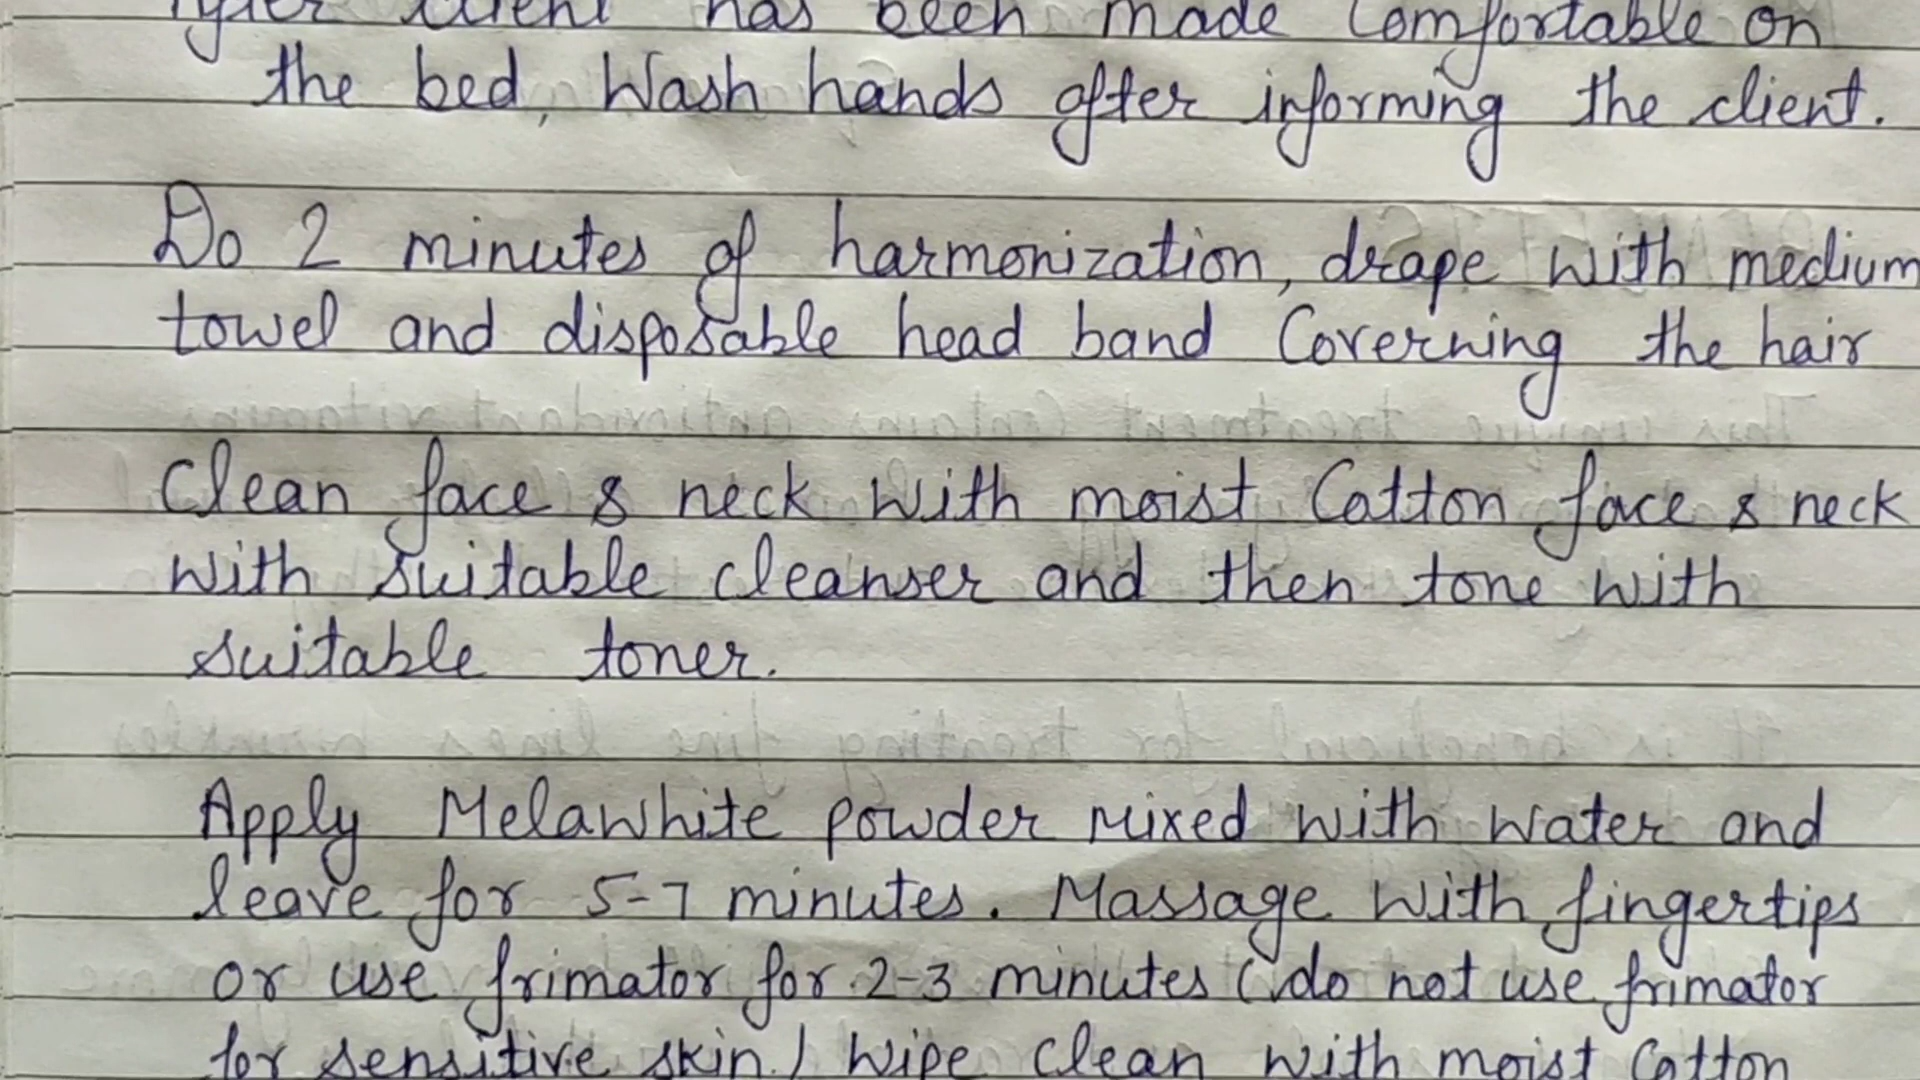 After client has been made Comfortable on
the bed, Wash hands after informing the client.
Do 2 minutes of harmonization, drape with medium
towel and disposable head band Coverning the hair
Clean face & neck with moist Cotton face & neck
with suitable cleanser and then tone with
suitable toner.
Apply Melawhite powder mixed with water and
leave for 5-7 minutes. Massage with fingertips
or use frimator for 2-3 minutes (do not use frimator
for sensitive skin.) wipe clean with moist Cotton